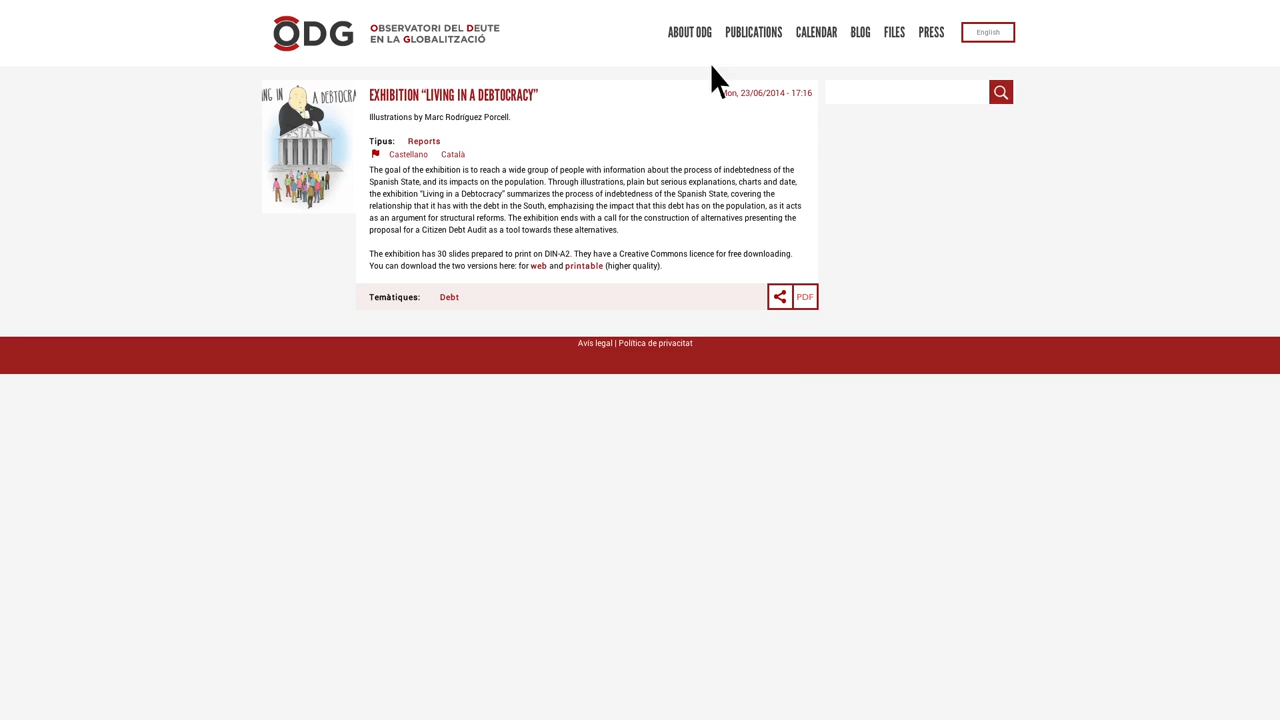 ODG
OBSERVATORI DEL DEUTE
EN LA GLOBALITZACIÓ
ABOUT ODG PUBLICATIONS CALENDAR BLOG FILES PRESS English
EXHIBITION “LIVING IN A DEBTOCRACY”
23/06/2014 - 17:16
ING IN A DEBTOCRA
ESTAT
Illustrations by Marc Rodríguez Porcell.
Tipus: Reports
Castellano Català
The goal of the exhibition is to reach a wide group of people with information about the process of indebtedness of the
Spanish State, and its impacts on the population. Through illustrations, plain but serious explanations, charts and date,
the exhibition “Living in a Debtocracy” summarizes the process of indebtedness of the Spanish State, covering the
relationship that it has with the debt in the South, emphasizing the impact that this debt has on the population, as it acts
as an argument for structural reforms. The exhibition ends with a call for the construction of alternatives presenting the
proposal for a Citizen Debt Audit as a tool towards these alternatives.
The exhibition has 30 slides prepared to print on DIN-A2. They have a Creative Commons licence for free downloading.
You can download the two versions here: for web and printable (higher quality).
Temàtiques: Debt
PDF
Avís legal | Política de privacitat